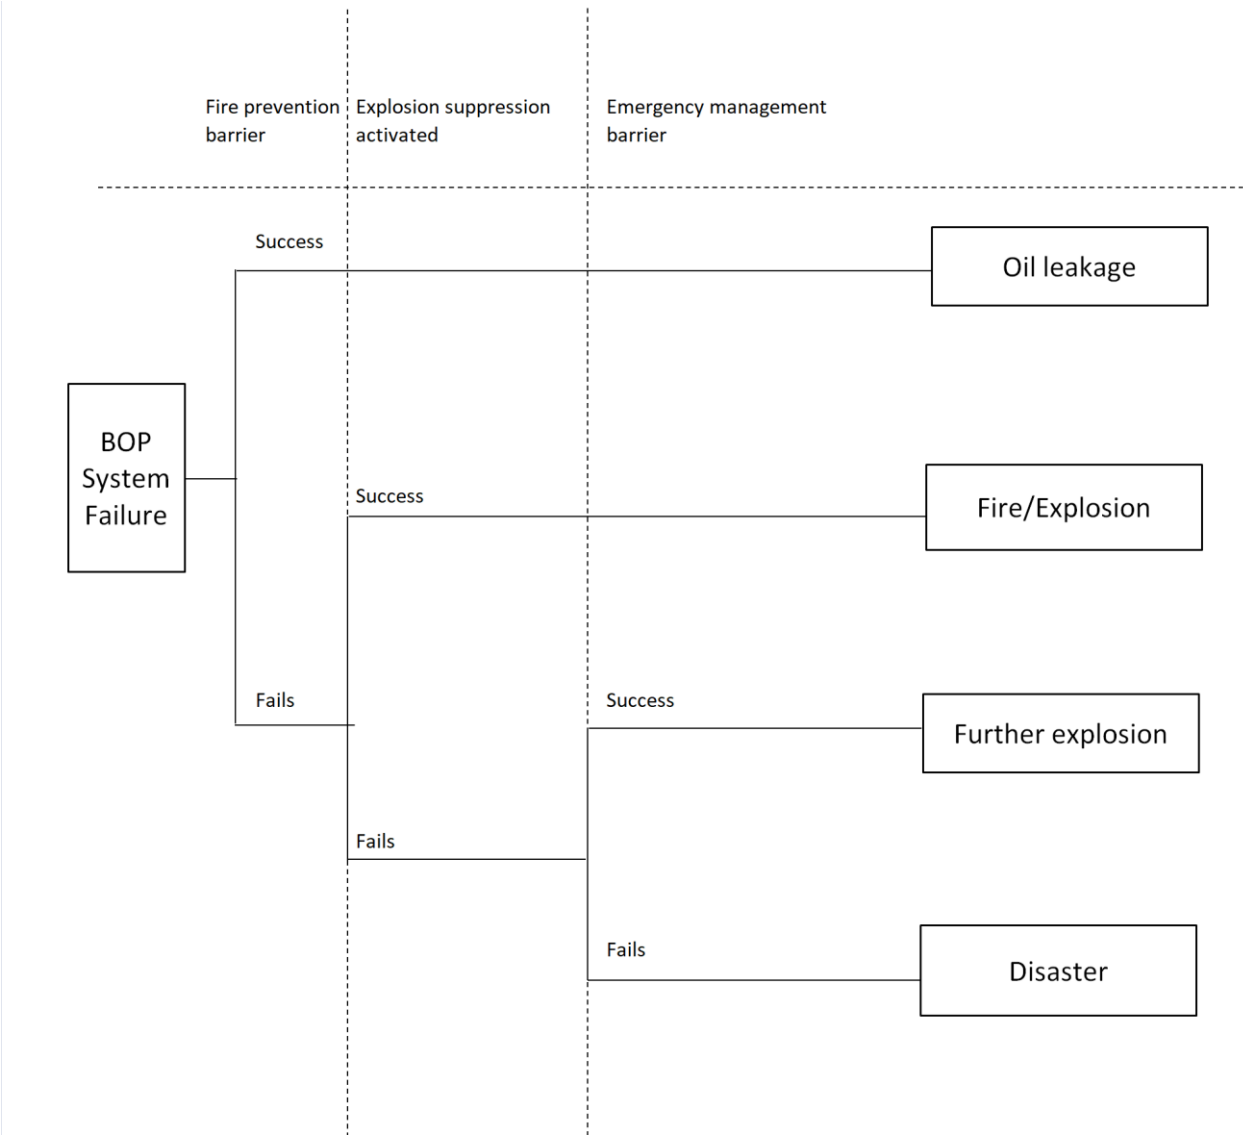 Fire prevention
barrier
Explosion suppression
activated
Emergency management
barrier
Success
Oil leakage
BOP
System
Failure
Success
Fire/Explosion
Fails
Success
Further explosion
Fails
Fails
Disaster